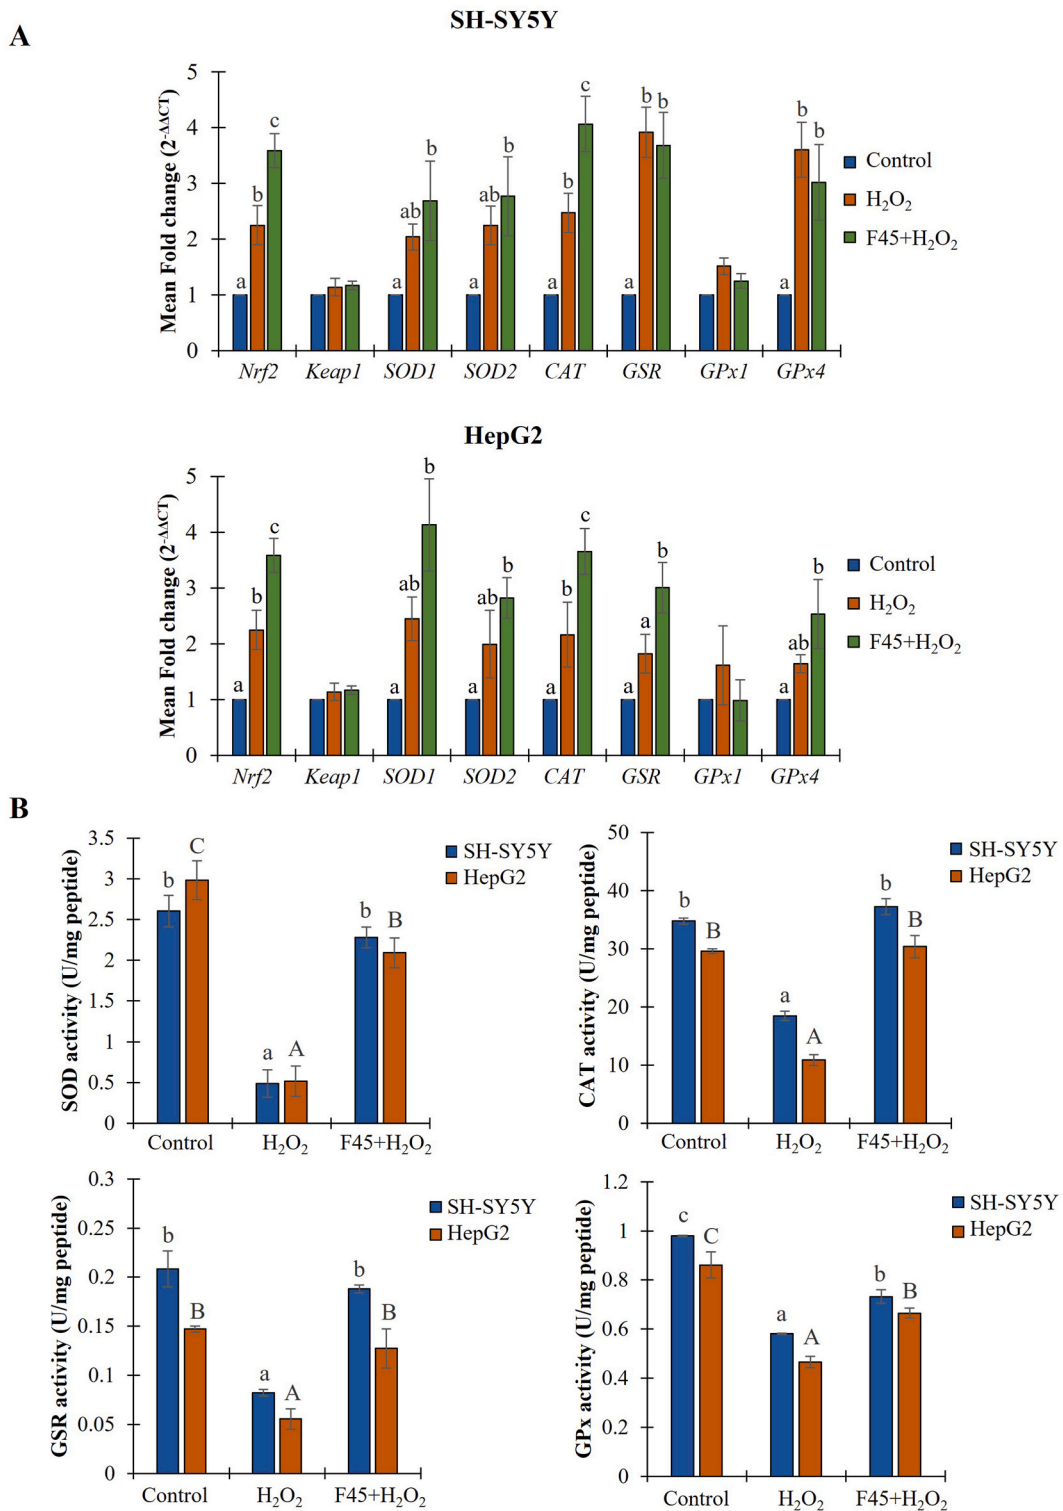 A
SH-SY5Y
Mean Fold change (2-ΔΔCT)
5
4
3
2
1
0
a b c
a ab b
a ab b
a b c
a b b
a b b
Nrf2 Keap1 SOD1 SOD2 CAT GSR GPx1 GPx4
Control
H2O2
F45+H2O2
HepG2
Mean Fold change (2-ΔΔCT)
5
4
3
2
1
0
a b c
a ab b
a ab b
a b c
a a b
a ab b
Nrf2 Keap1 SOD1 SOD2 CAT GSR GPx1 GPx4
Control
H2O2
F45+H2O2
B
SOD activity (U/mg peptide)
3.5
3
2.5
2
1.5
1
0.5
0
b C
a A
b B
Control H2O2 F45+H2O2
SH-SY5Y
HepG2
CAT activity (U/mg peptide)
50
40
30
20
10
0
b B
a A
b B
Control H2O2 F45+H2O2
SH-SY5Y
HepG2
GSR activity (U/mg peptide)
0.3
0.25
0.2
0.15
0.1
0.05
0
b B
a A
b B
Control H2O2 F45+H2O2
SH-SY5Y
HepG2
GPx activity (U/mg peptide)
1.2
1
0.8
0.6
0.4
0.2
0
c C
a A
b B
Control H2O2 F45+H2O2
SH-SY5Y
HepG2